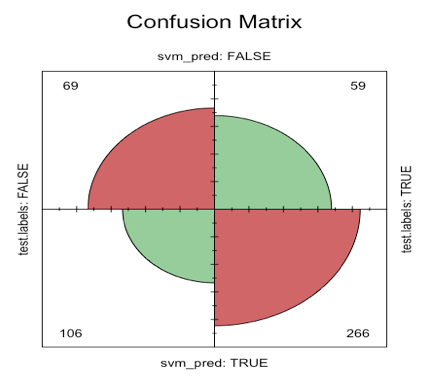 Confusion Matrix
svm_pred: FALSE
69
59
test.labels: FALSE
test.labels: TRUE
106
266
svm_pred: TRUE